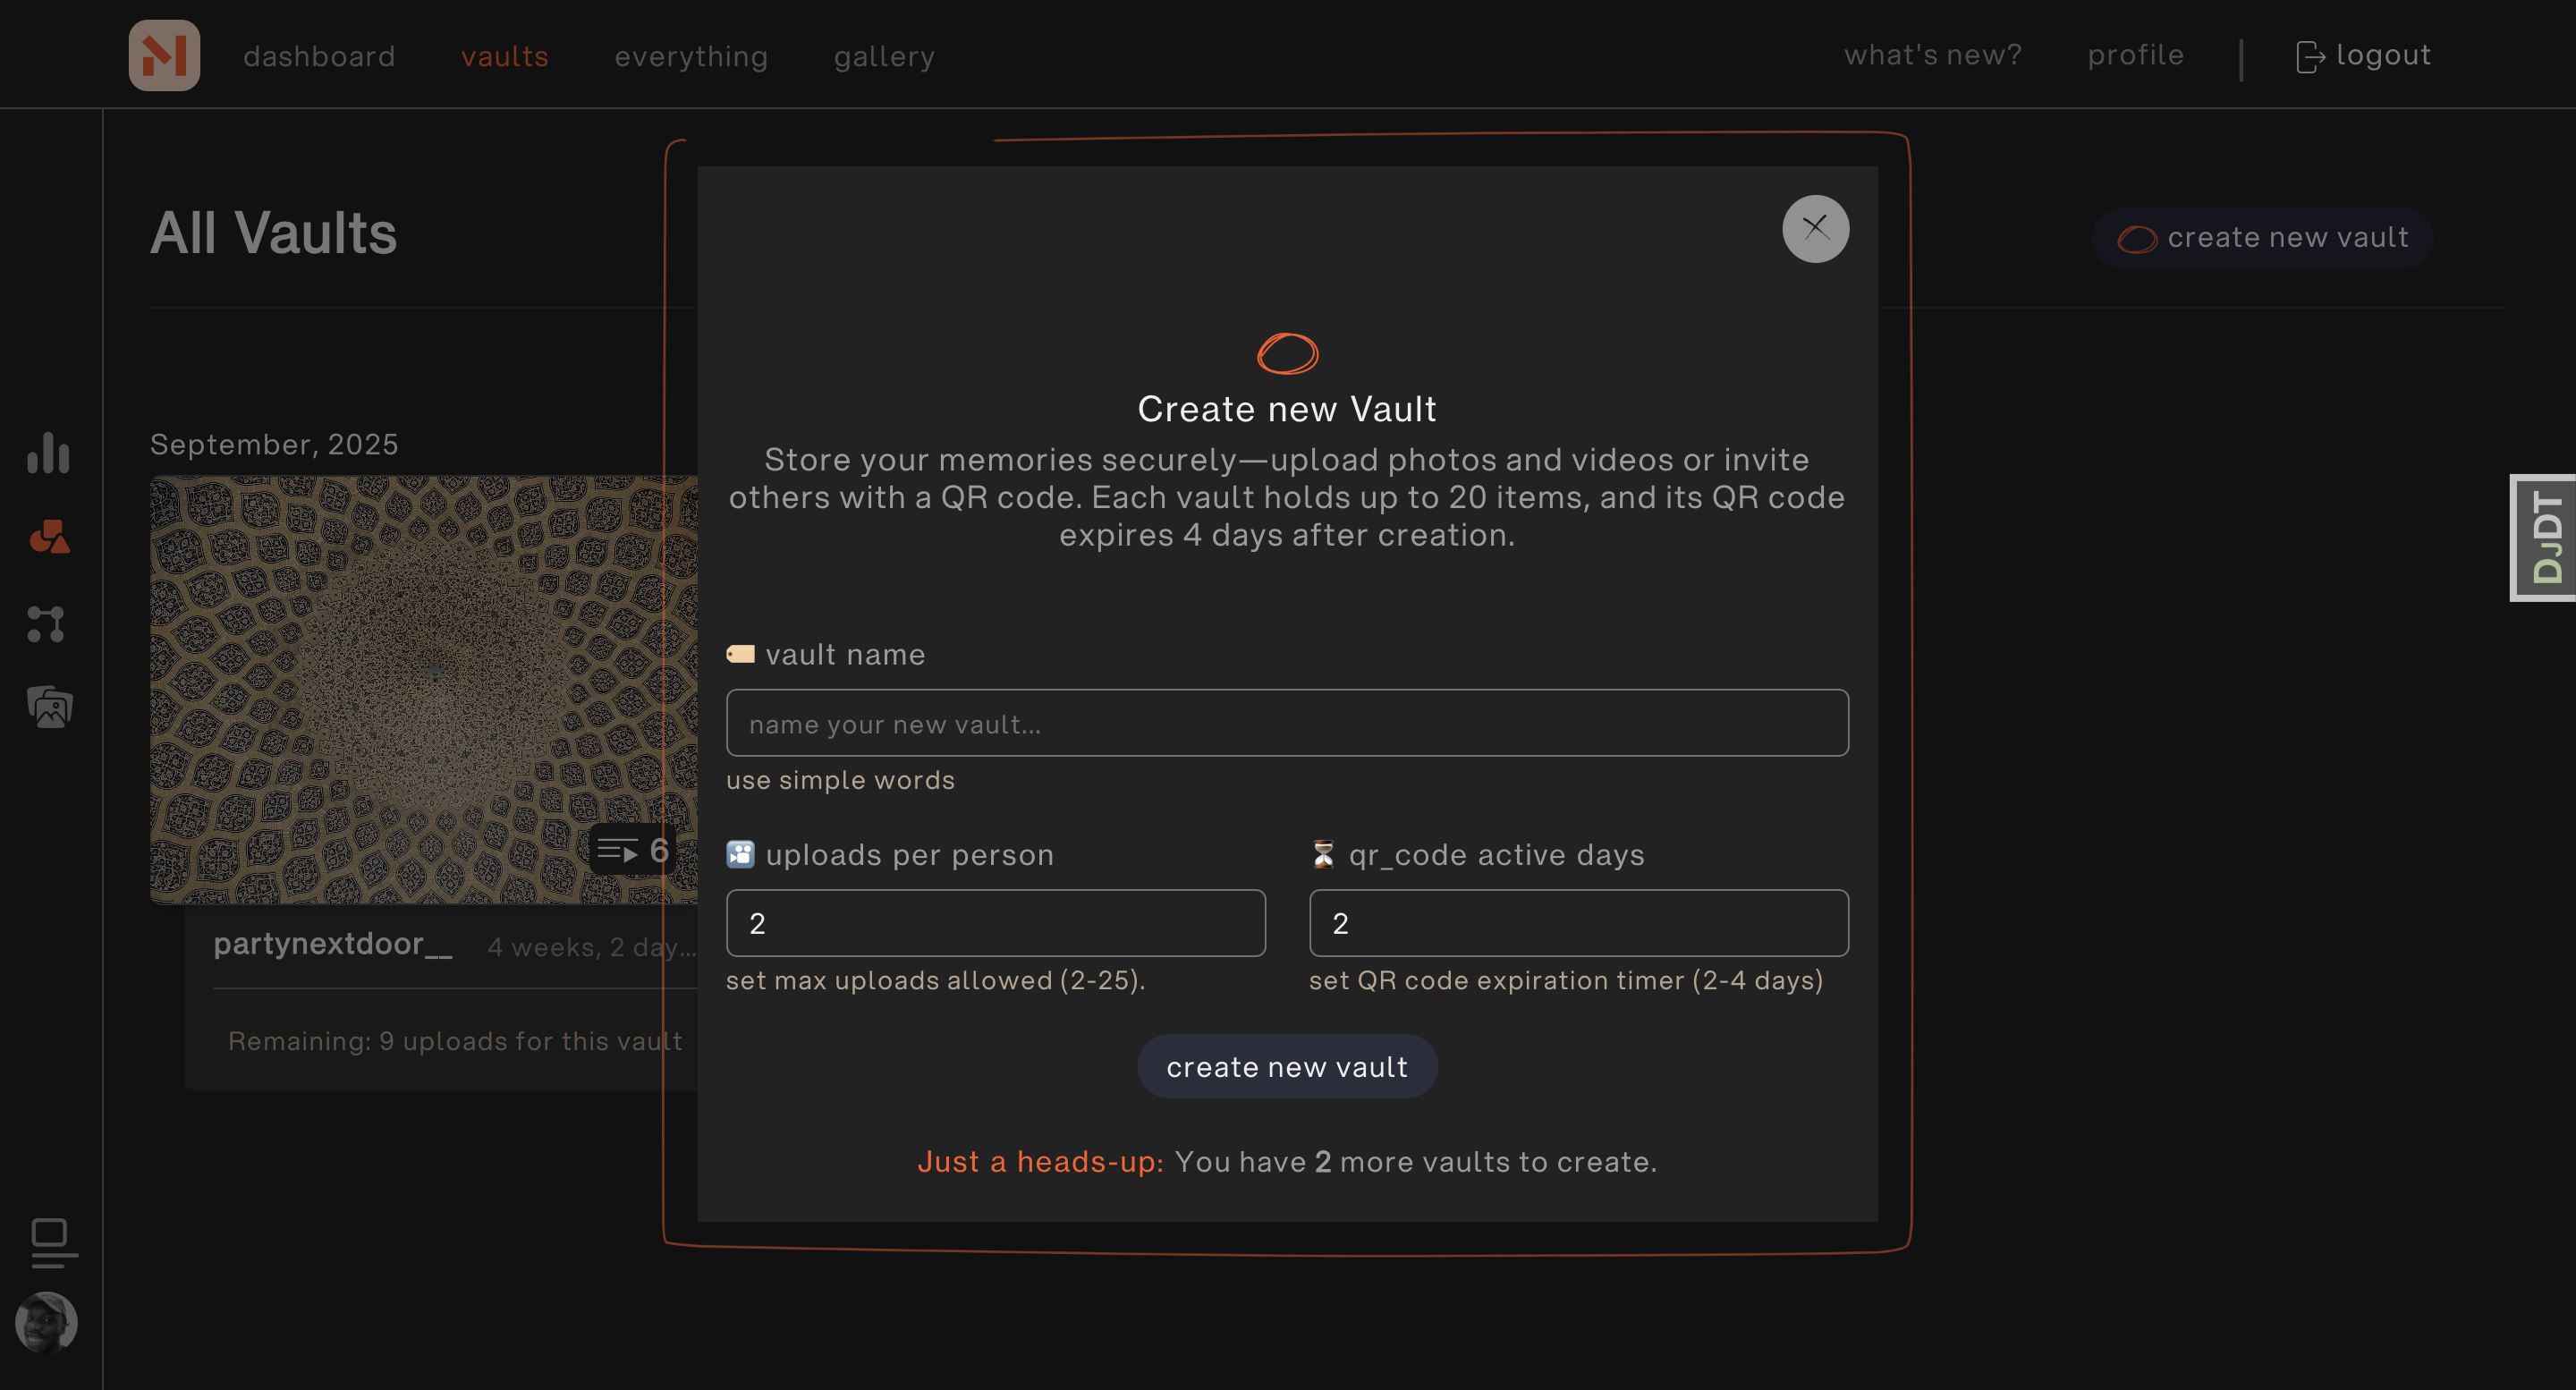 dashboard
vaults
everything
gallery
what's new?
profile
logout
All Vaults
create new vault
September, 2025
6
partynextdoor__
4 weeks, 2 day...
Remaining: 9 uploads for this vault
Create new Vault
Store your memories securely—upload photos and videos or invite
others with a QR code. Each vault holds up to 20 items, and its QR code
expires 4 days after creation.
vault name
name your new vault...
use simple words
uploads per person
qr_code active days
2
2
set max uploads allowed (2-25).
set QR code expiration timer (2-4 days)
create new vault
Just a heads-up: You have 2 more vaults to create.
DJDT